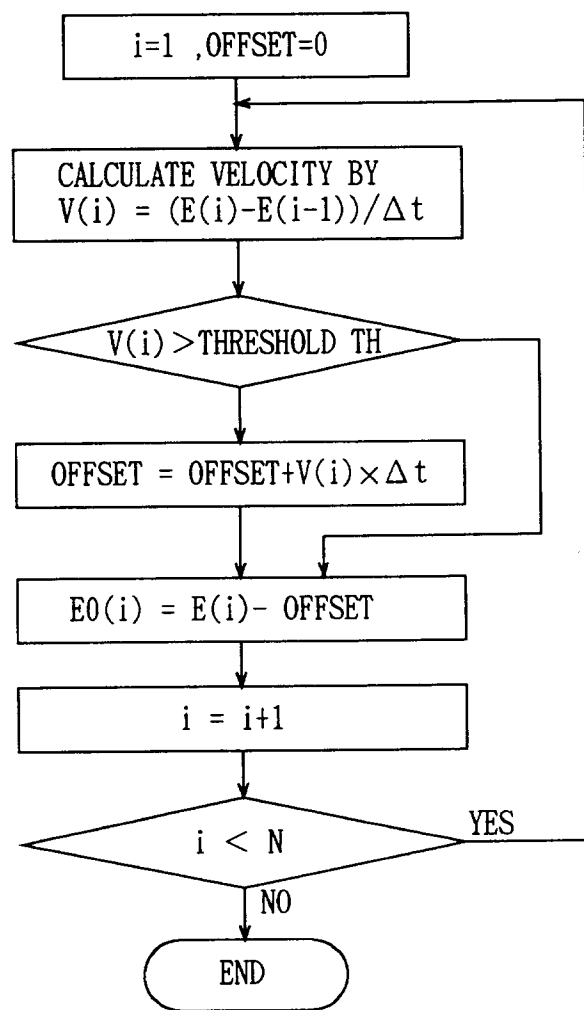 i=1 ,OFFSET=0
CALCULATE VELOCITY BY
V(i) = (E(i)-E(i-1))/Δt
V(i)>THRESHOLD TH
OFFSET = OFFSET+V(i)×Δt
E0(i) = E(i)- OFFSET
i = i+1
i < N
YES
NO
END